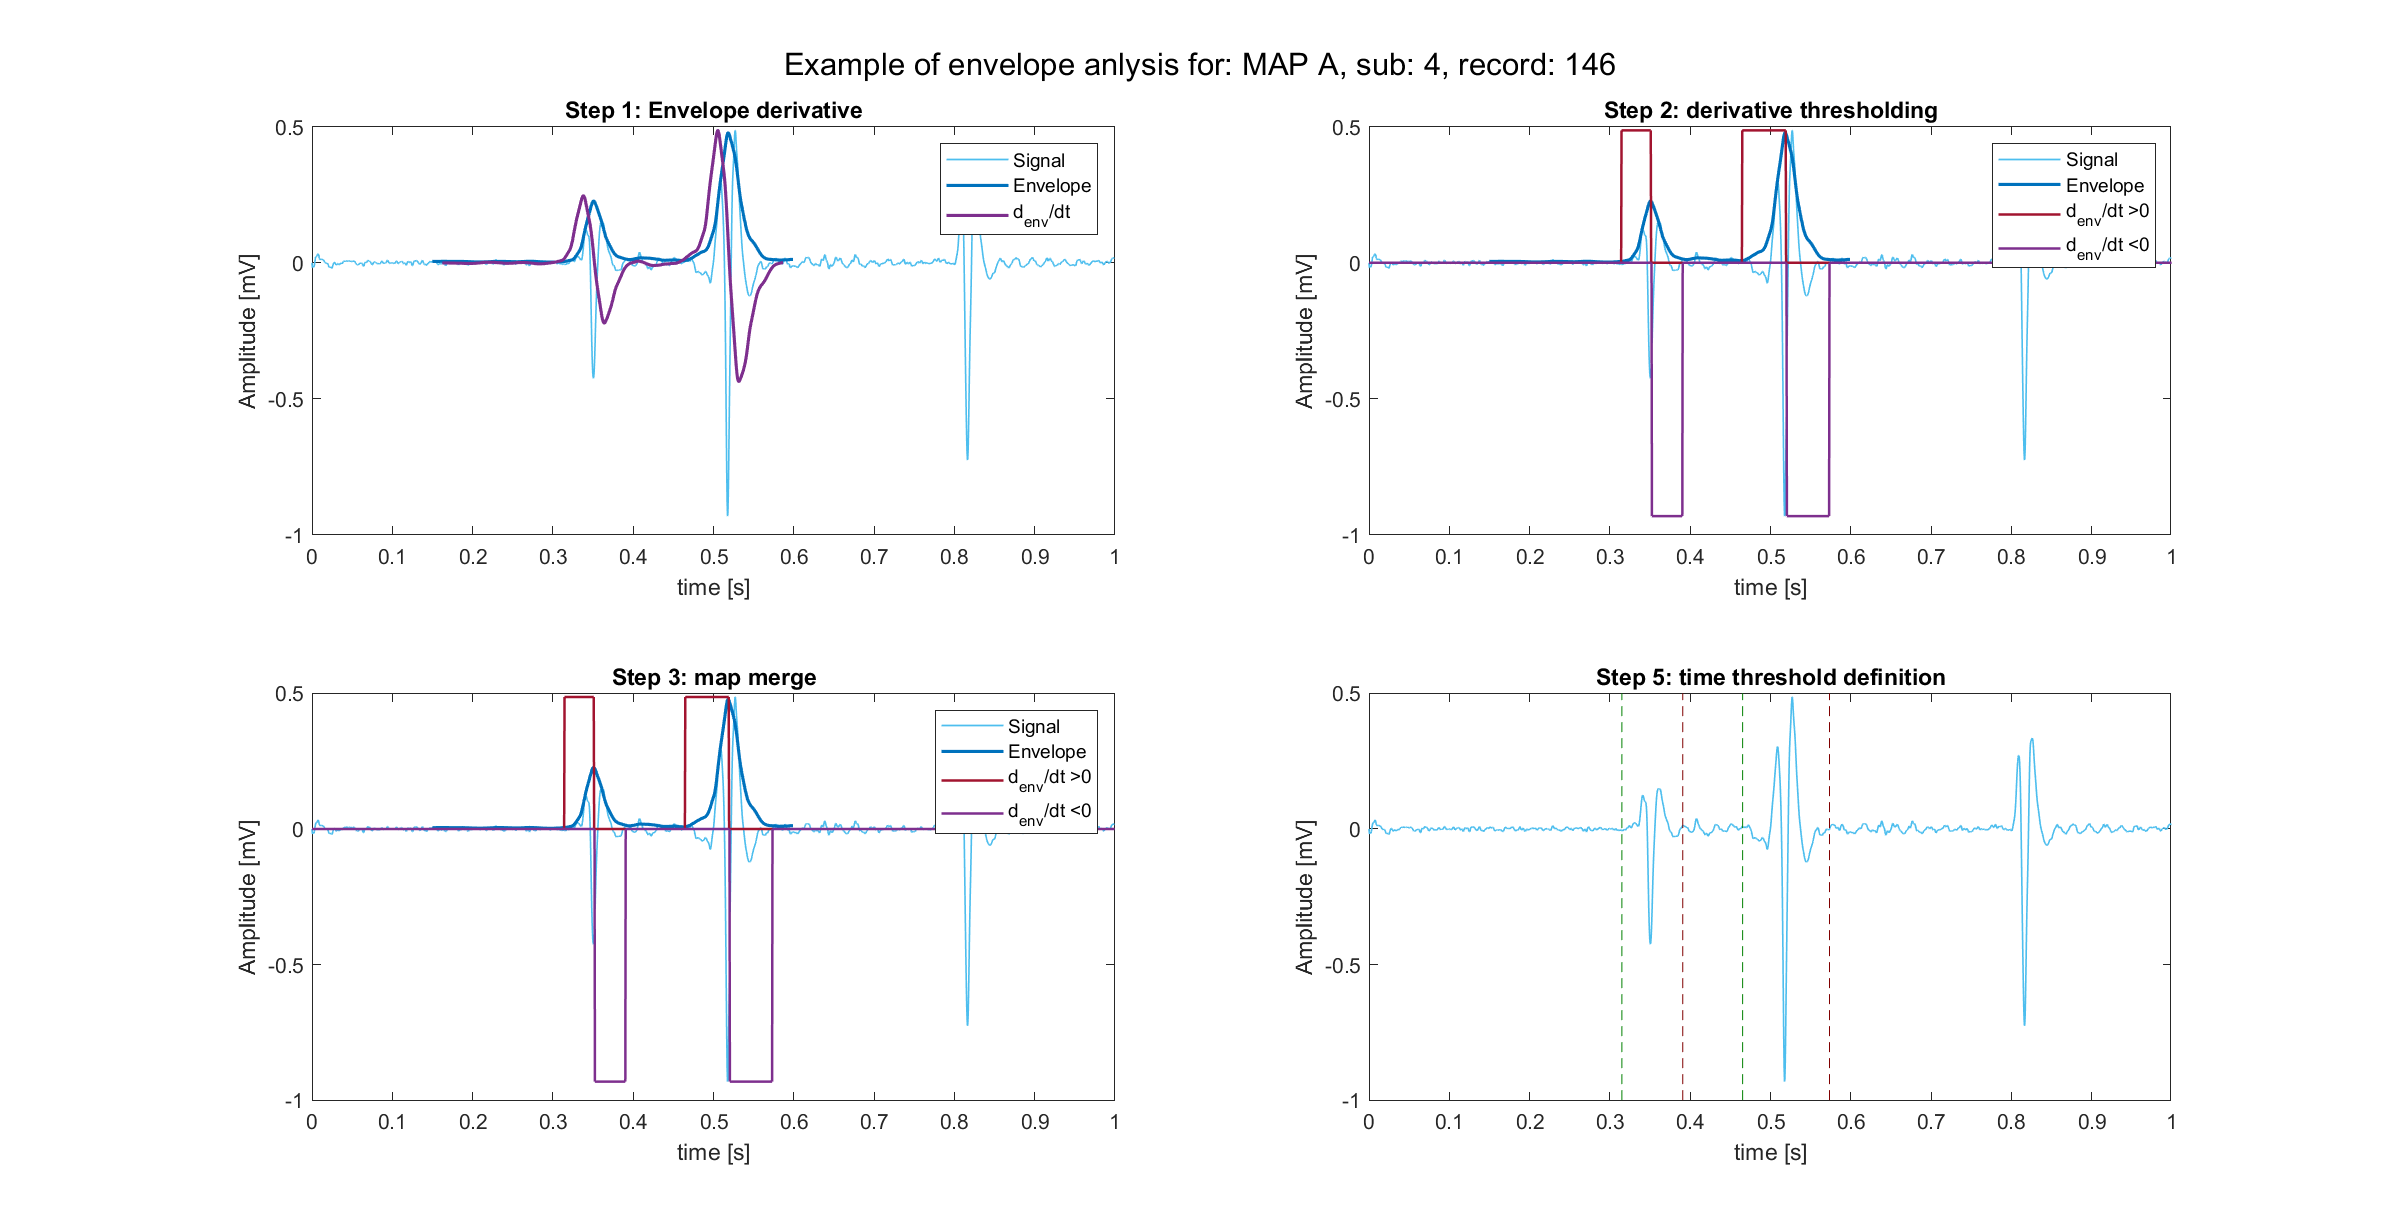 Example of envelope anlysis for: MAP A, sub: 4, record: 146
Step 1: Envelope derivative
0.5
0
-0.5
-1
Amplitude [mV]
Signal
Envelope
d_env/dt
0 0.1 0.2 0.3 0.4 0.5 0.6 0.7 0.8 0.9 1
time [s]
Step 2: derivative thresholding
0.5
0
-0.5
-1
Amplitude [mV]
Signal
Envelope
d_env/dt >0
d_env/dt <0
0 0.1 0.2 0.3 0.4 0.5 0.6 0.7 0.8 0.9 1
time [s]
Step 3: map merge
0.5
0
-0.5
-1
Amplitude [mV]
Signal
Envelope
d_env/dt >0
d_env/dt <0
0 0.1 0.2 0.3 0.4 0.5 0.6 0.7 0.8 0.9 1
time [s]
Step 5: time threshold definition
0.5
0
-0.5
-1
Amplitude [mV]
0 0.1 0.2 0.3 0.4 0.5 0.6 0.7 0.8 0.9 1
time [s]